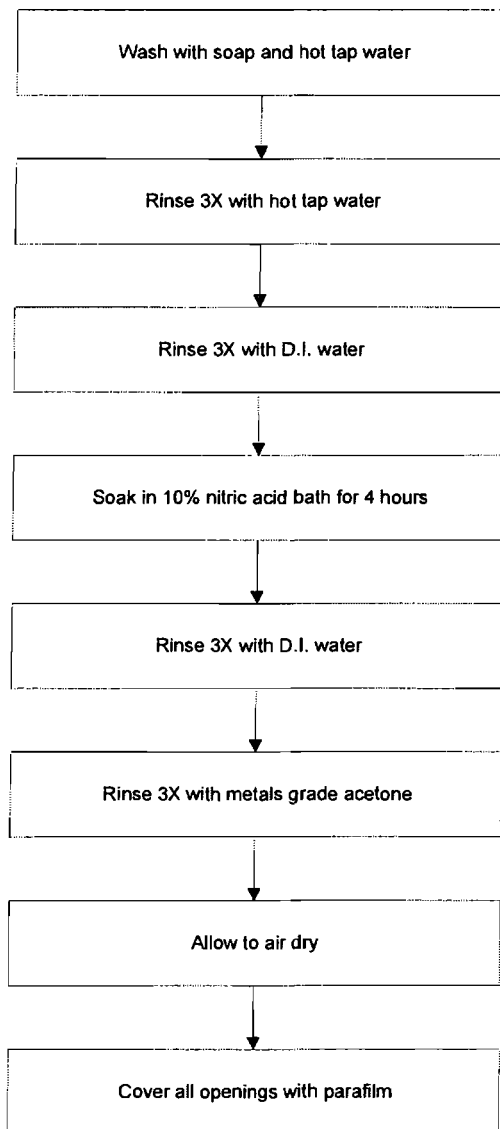 Wash with soap and hot tap water
Rinse 3X with hot tap water
Rinse 3X with D.I. water
Soak in 10% nitric acid bath for 4 hours
Rinse 3X with D.I. water
Rinse 3X with metals grade acetone
Allow to air dry
Cover all openings with parafilm